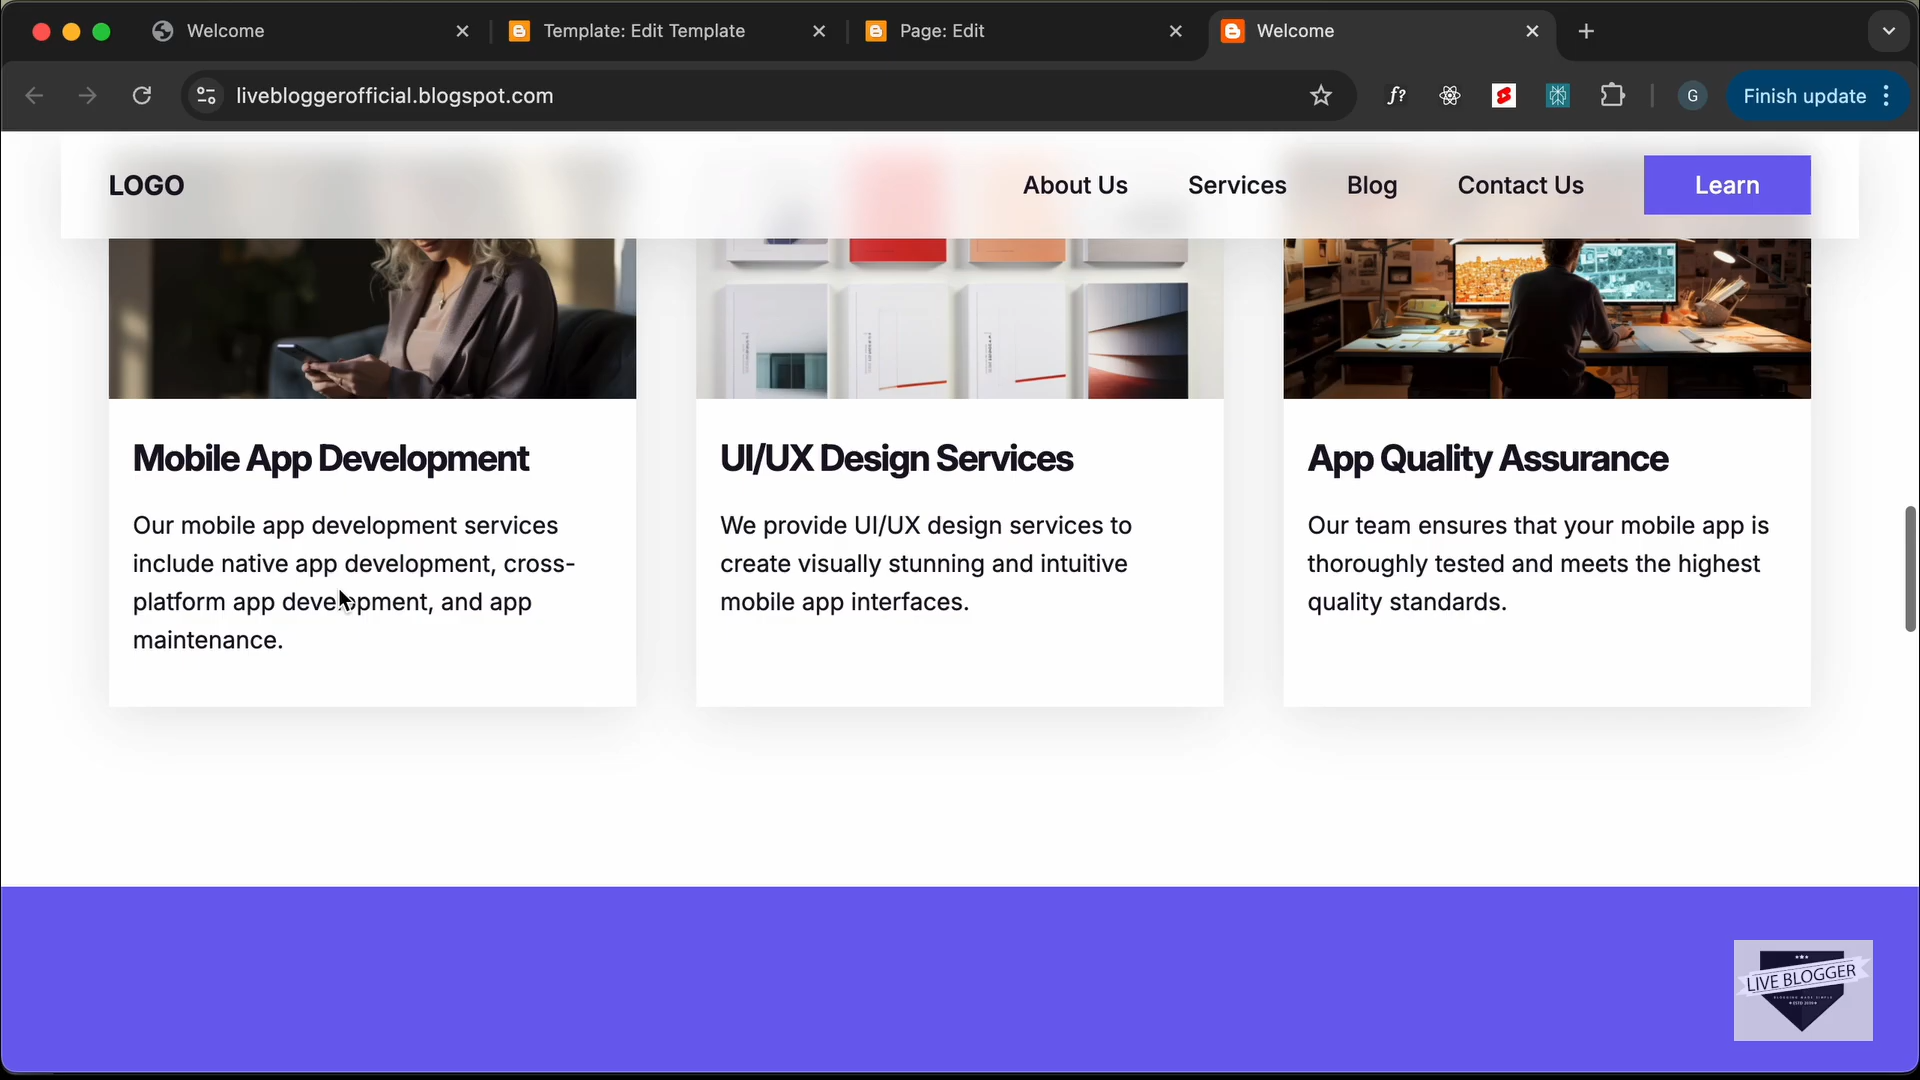 Welcome
Template: Edit Template
Page: Edit
Welcome
livebloggerofficial.blogspot.com
f?
G
Finish update
LOGO
About Us
Services
Blog
Contact Us
Learn
Mobile App Development
Our mobile app development services
include native app development, cross-
platform app development, and app
maintenance.
UI/UX Design Services
We provide UI/UX design services to
create visually stunning and intuitive
mobile app interfaces.
App Quality Assurance
Our team ensures that your mobile app is
thoroughly tested and meets the highest
quality standards.
LIVE BLOGGER